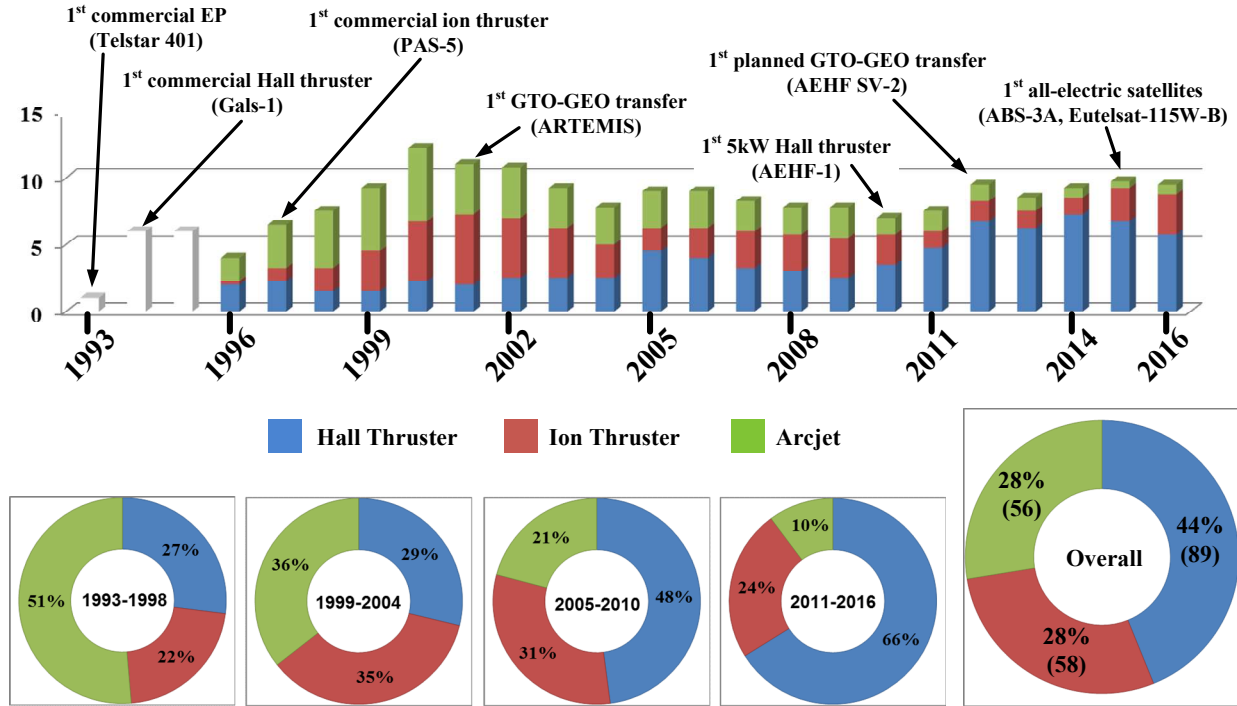 1st commercial EP
(Telstar 401)
1st commercial Hall thruster
(Gals-1)
1st commercial ion thruster
(PAS-5)
1st GTO-GEO transfer
(ARTEMIS)
1st 5kW Hall thruster
(AEHF-1)
1st planned GTO-GEO transfer
(AEHF SV-2)
1st all-electric satellites
(ABS-3A, Eutelsat-115W-B)
15
10
5
0
1993
1996
1999
2002
2005
2008
2011
2014
2016
Hall Thruster
Ion Thruster
Arcjet
27%
51%
1993-1998
22%
29%
36%
1999-2004
35%
21%
48%
2005-2010
31%
10%
24%
2011-2016
66%
28%
(56)
44%
(89)
Overall
28%
(58)